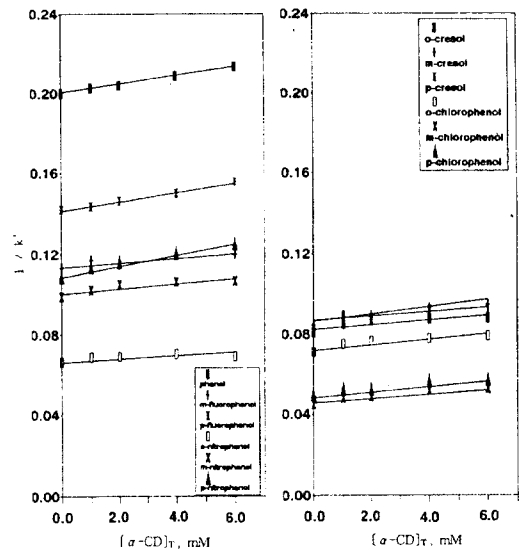 0.24
0.20
0.16
0.12
0.08
0.04
0.00
1 / k'
0.0
2.0
4.0
6.0
[α-CD]T, mM
phenol
m-fluorophenol
p-fluorophenol
o-nitrophenol
m-nitrophenol
p-nitrophenol
0.24
0.20
0.16
0.12
0.08
0.04
0.00
0.0
2.0
4.0
6.0
[α-CD]T, mM
o-cresol
m-cresol
p-cresol
o-chlorophenol
m-chlorophenol
p-chlorophenol